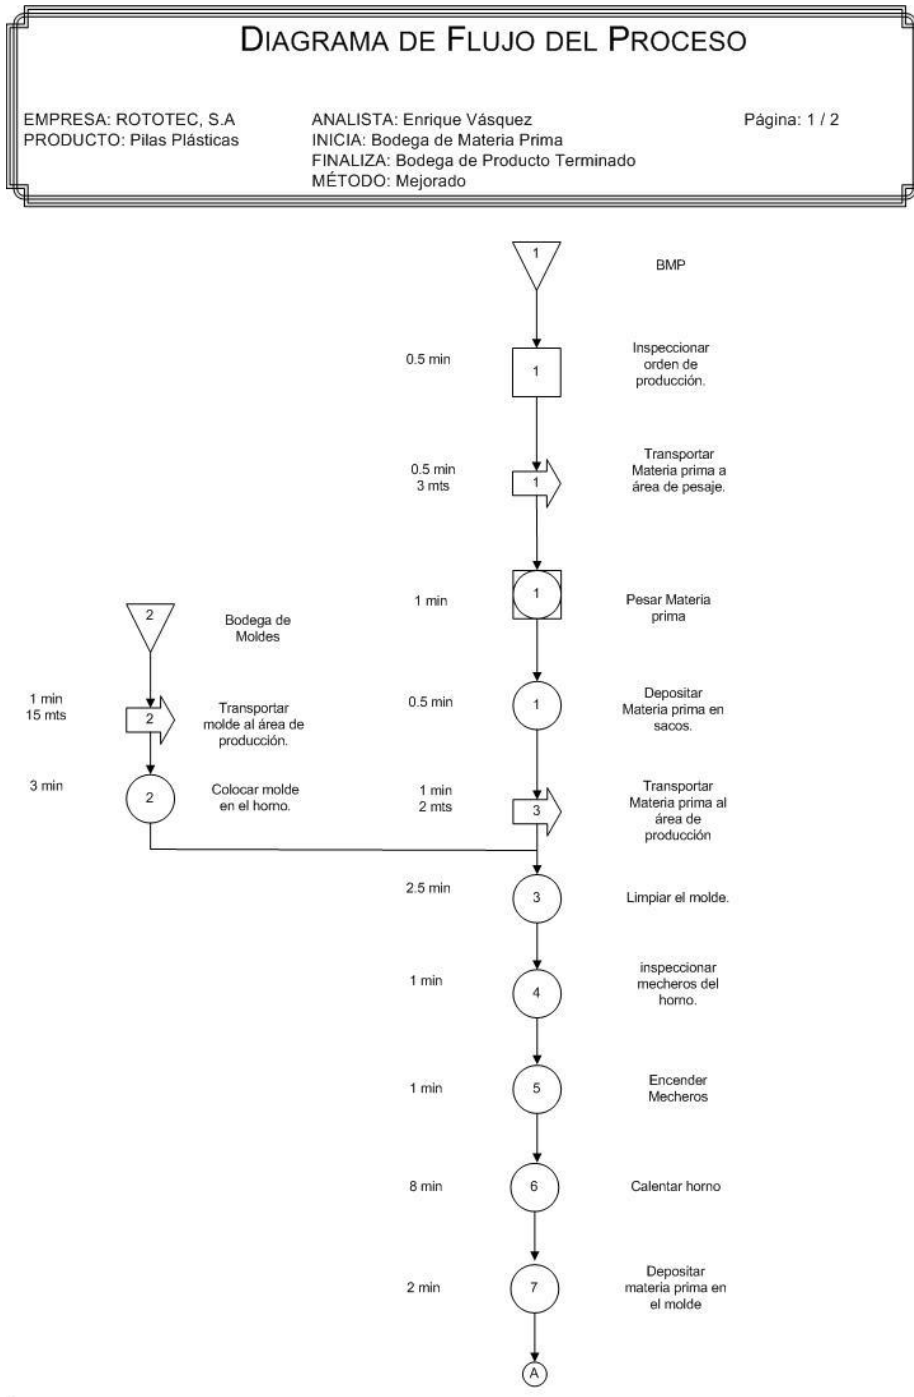 DIAGRAMA DE FLUJO DEL PROCESO
EMPRESA: ROTOTEC, S.A
PRODUCTO: Pilas Plásticas
ANALISTA: Enrique Vásquez
INICIA: Bodega de Materia Prima
FINALIZA: Bodega de Producto Terminado
MÉTODO: Mejorado
Página: 1 / 2
1
BMP
0.5 min
1
Inspeccionar
orden de
producción.
0.5 min
3 mts
1
Transportar
Materia prima a
área de pesaje.
1 min
1
Pesar Materia
prima
2
Bodega de
Moldes
1 min
15 mts
2
Transportar
molde al área de
producción.
3 min
2
Colocar molde
en el horno.
0.5 min
1
Depositar
Materia prima en
sacos.
1 min
2 mts
3
Transportar
Materia prima al
área de
producción
2.5 min
3
Limpiar el molde.
1 min
4
inspeccionar
mecheros del
horno.
1 min
5
Encender
Mecheros
8 min
6
Calentar horno
2 min
7
Depositar
materia prima en
el molde
A